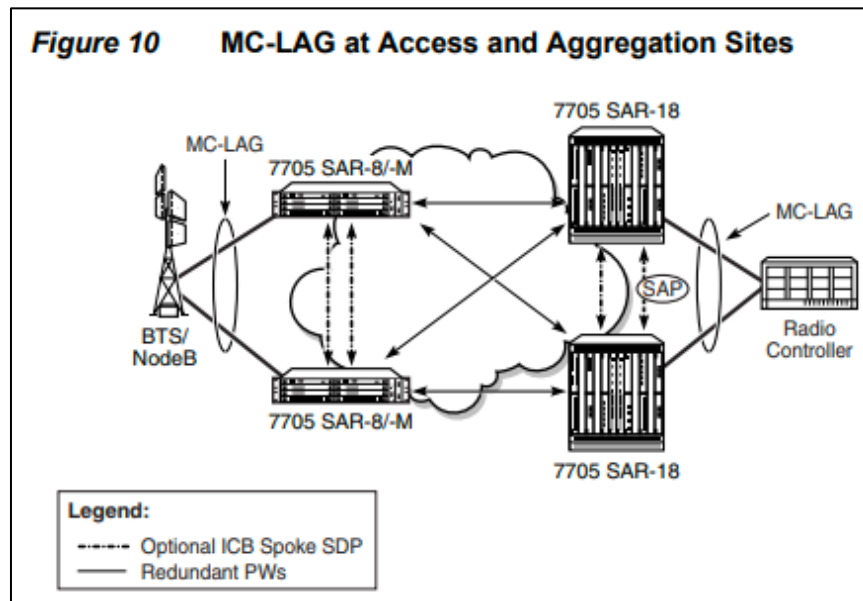 Figure 10 MC-LAG at Access and Aggregation Sites
7705 SAR-18
MC-LAG
7705 SAR-8/-M
MC-LAG
SAP
BTS/
NodeB
Radio
Controller
7705 SAR-8/-M
7705 SAR-18
Legend:
Optional ICB Spoke SDP
Redundant PWs